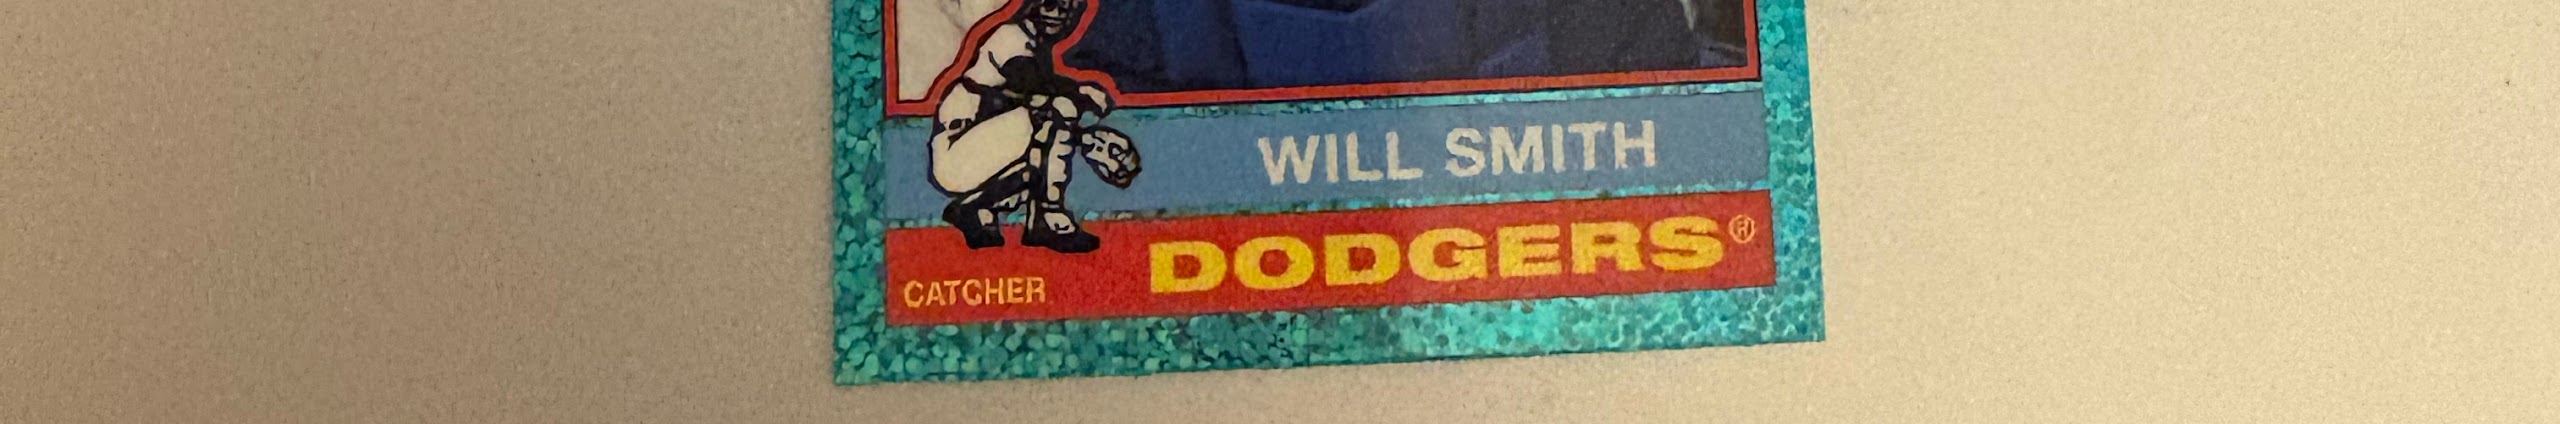 WILL SMITH
DODGERS®
CATCHER